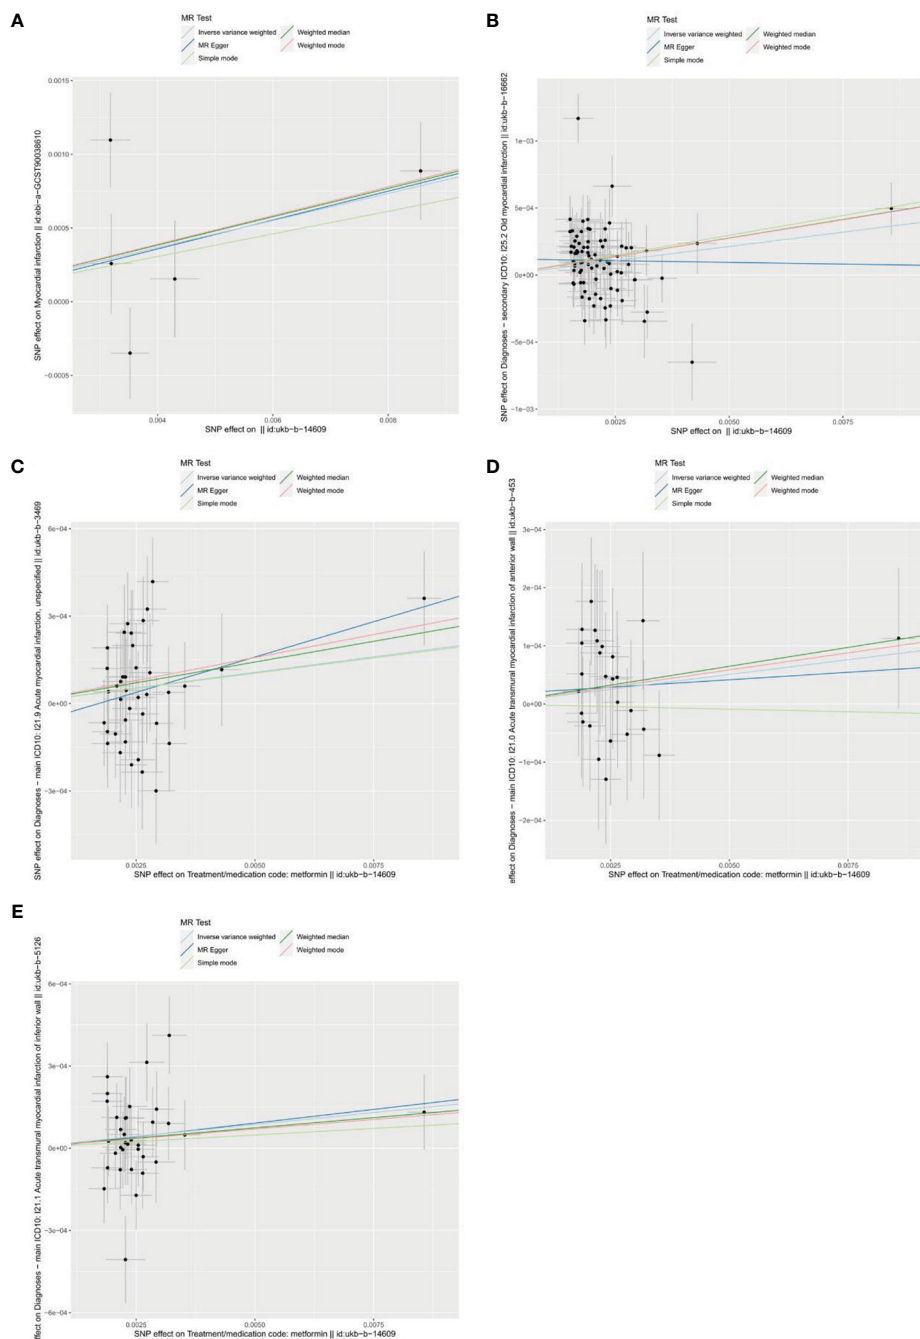 A
MR Test
Inverse variance weighted
Weighted median
MR Egger
Weighted mode
Simple mode
SNP effect on Myocardial infarction || id:ebi−a−GCST90038610
0.0015
0.0010
0.0005
0.0000
−0.0005
0.004
0.006
0.008
SNP effect on || id:ukb−b−14609
B
MR Test
Inverse variance weighted
Weighted median
MR Egger
Weighted mode
Simple mode
SNP effect on Diagnoses − secondary ICD10: I25.2 Old myocardial infarction || id:ukb−b−16662
1e−03
5e−04
0e+00
−5e−04
−1e−03
0.0025
0.0050
0.0075
SNP effect on || id:ukb−b−14609
C
MR Test
Inverse variance weighted
Weighted median
MR Egger
Weighted mode
Simple mode
SNP effect on Diagnoses − main ICD10: I21.9 Acute myocardial infarction, unspecified || id:ukb−b−3469
6e−04
3e−04
0e+00
−3e−04
0.0025
0.0050
0.0075
SNP effect on Treatment/medication code: metformin || id:ukb−b−14609
D
MR Test
Inverse variance weighted
Weighted median
MR Egger
Weighted mode
Simple mode
effect on Diagnoses − main ICD10: I21.0 Acute transmural myocardial infarction of anterior wall || id:ukb−b−453
3e−04
2e−04
1e−04
0e+00
−1e−04
−2e−04
0.0025
0.0050
0.0075
SNP effect on Treatment/medication code: metformin || id:ukb−b−14609
E
MR Test
Inverse variance weighted
Weighted median
MR Egger
Weighted mode
Simple mode
effect on Diagnoses − main ICD10: I21.1 Acute transmural myocardial infarction of inferior wall || id:ukb−b−5126
6e−04
3e−04
0e+00
−3e−04
−6e−04
0.0025
0.0050
0.0075
SNP effect on Treatment/medication code: metformin || id:ukb−b−14609